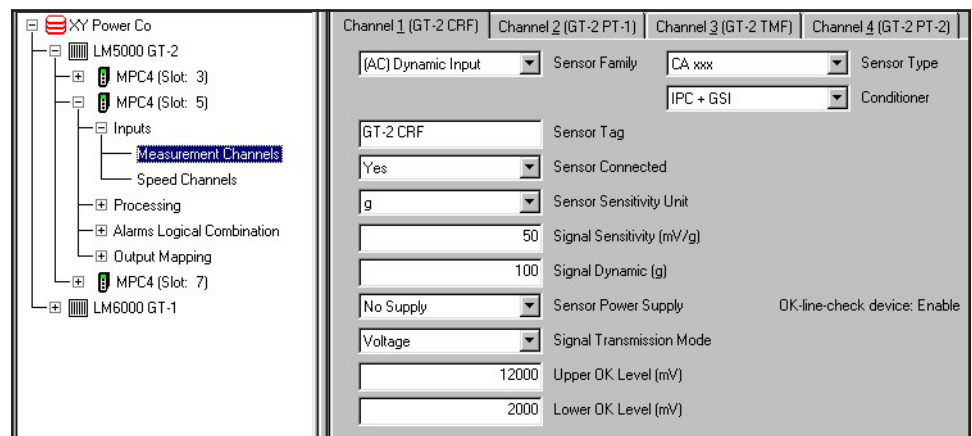 XY Power Co
LM5000 GT-2
MPC4 (Slot: 3)
MPC4 (Slot: 5)
Inputs
Measurement Channels
Speed Channels
Processing
Alarms Logical Combination
Output Mapping
MPC4 (Slot: 7)
LM6000 GT-1
Channel 1 (GT-2 CRF) Channel 2 (GT-2 PT-1) Channel 3 (GT-2 TMF) Channel 4 (GT-2 PT-2)
(AC) Dynamic Input Sensor Family CA xxx Sensor Type
IPC + GSI Conditioner
GT-2 CRF Sensor Tag
Yes Sensor Connected
g Sensor Sensitivity Unit
50 Signal Sensitivity (mV/g)
100 Signal Dynamic (g)
No Supply Sensor Power Supply OK-line-check device: Enable
Voltage Signal Transmission Mode
12000 Upper OK Level (mV)
2000 Lower OK Level (mV)